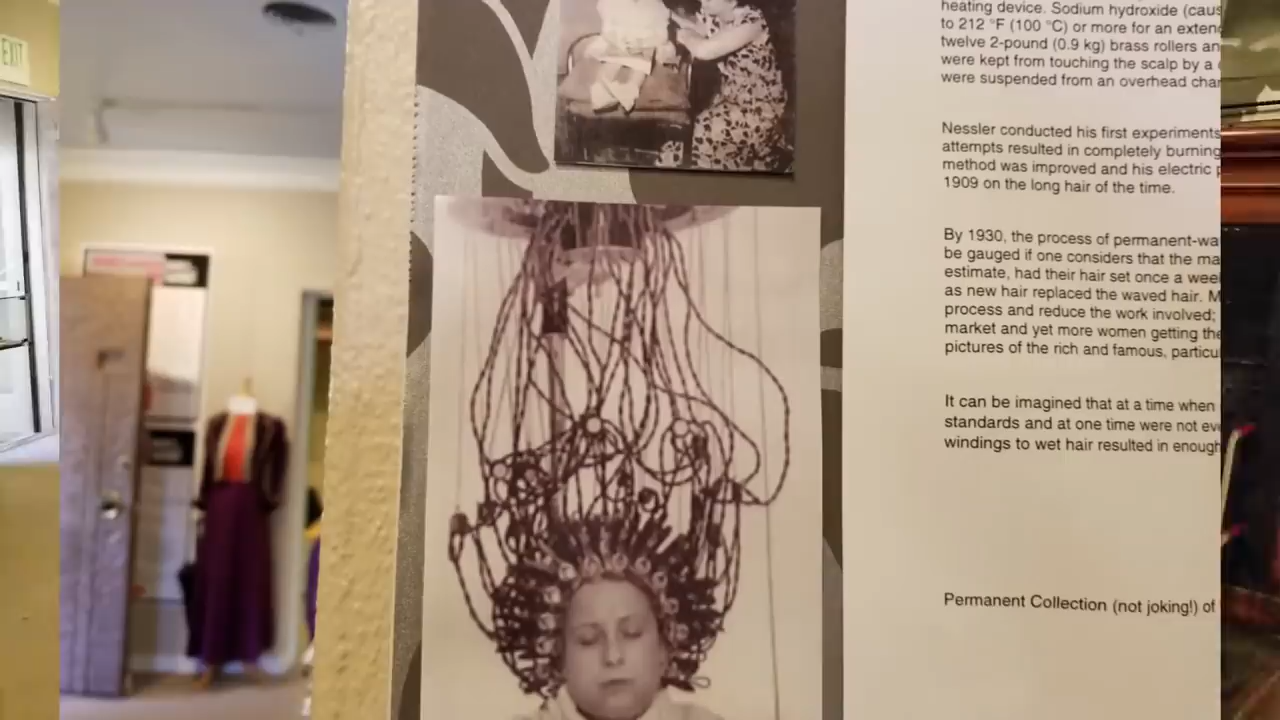 EXIT
heating device. Sodium hydroxide (caus
to 212 °F (100 °C) or more for an extend
twelve 2-pound (0.9 kg) brass rollers an
were kept from touching the scalp by a c
were suspended from an overhead chan
Nessler conducted his first experiments
attempts resulted in completely burning
method was improved and his electric p
1909 on the long hair of the time.
By 1930, the process of permanent-wa
be gauged if one considers that the ma
estimate, had their hair set once a wee
as new hair replaced the waved hair. M
process and reduce the work involved;
market and yet more women getting the
pictures of the rich and famous, particul
It can be imagined that at a time when
standards and at one time were not eve
windings to wet hair resulted in enough
Permanent Collection (not joking!) of